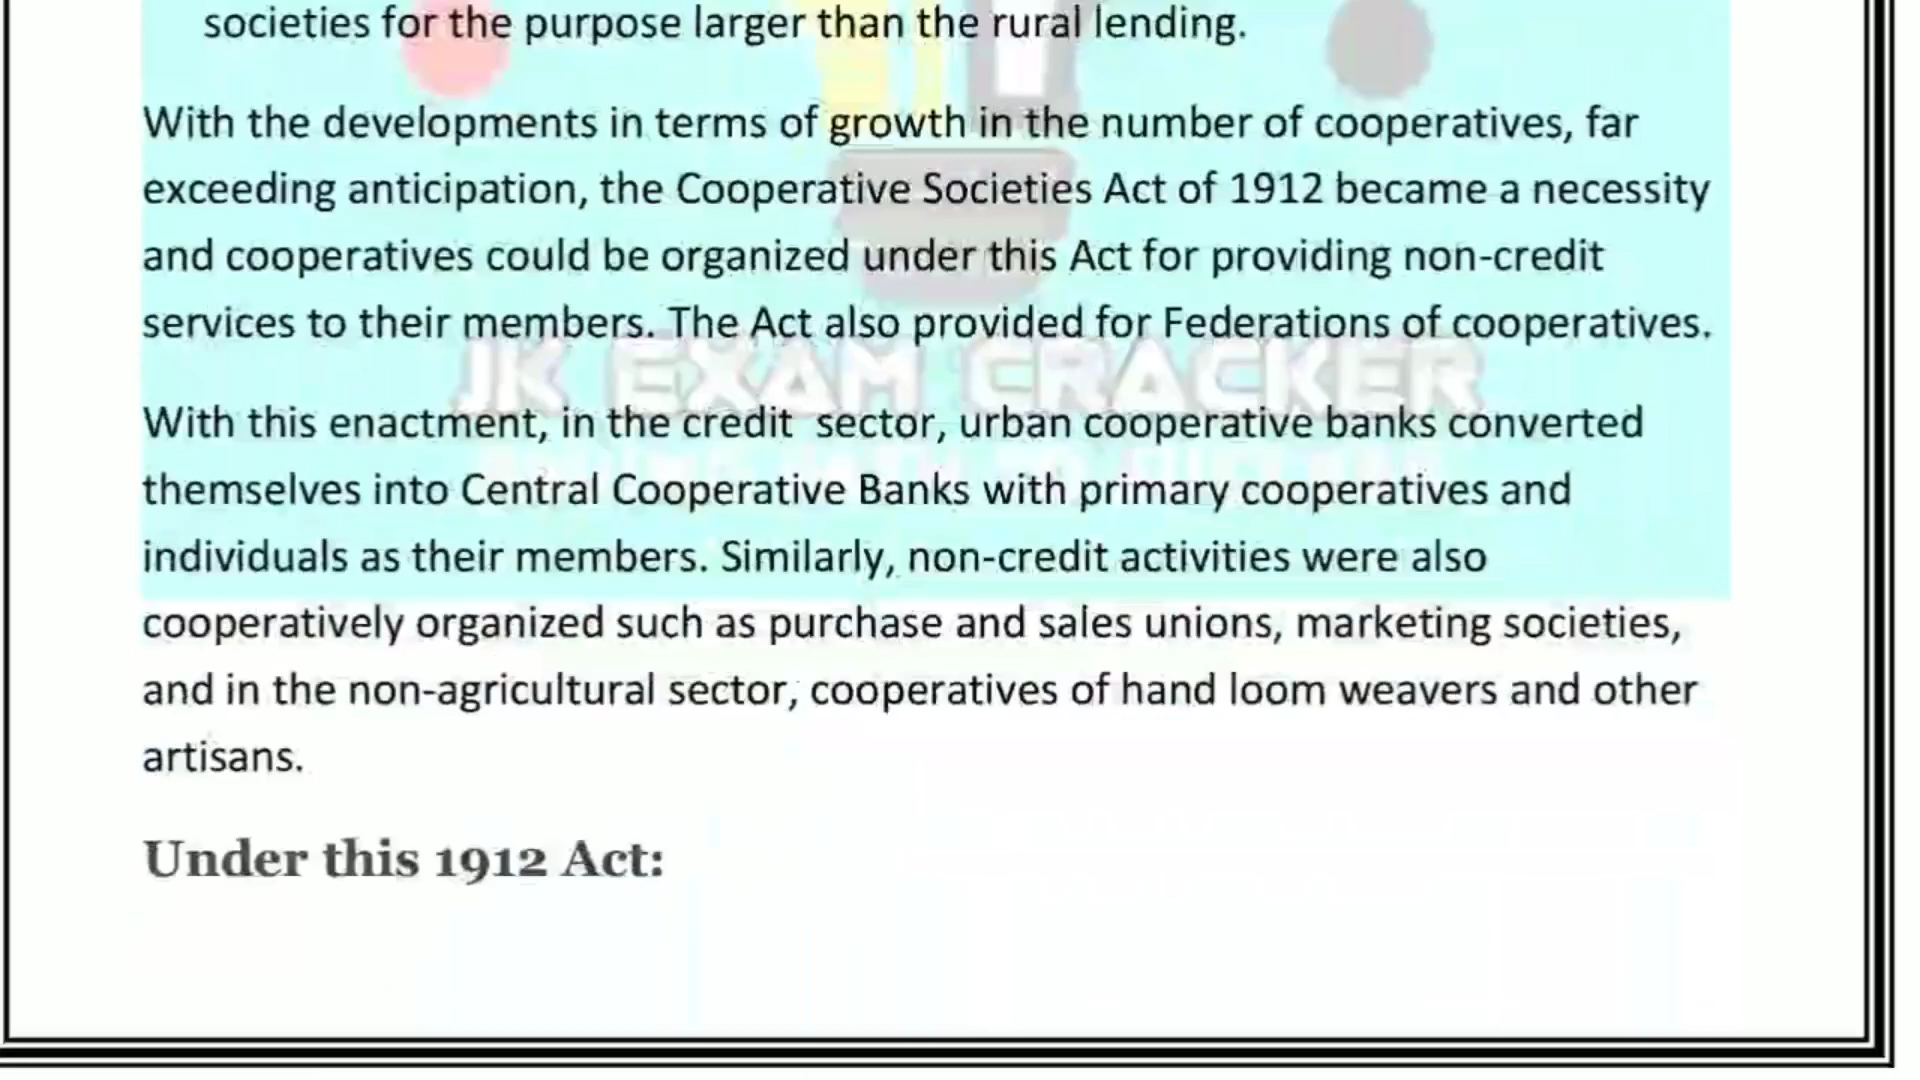 societies for the purpose larger than the rural lending.
With the developments in terms of growth in the number of cooperatives, far
exceeding anticipation, the Cooperative Societies Act of 1912 became a necessity
and cooperatives could be organized under this Act for providing non-credit
services to their members. The Act also provided for Federations of cooperatives.
JK EXAM CRACKER
With this enactment, in the credit  sector, urban cooperative banks converted
themselves into Central Cooperative Banks with primary cooperatives and
individuals as their members. Similarly, non-credit activities were also
cooperatively organized such as purchase and sales unions, marketing societies,
and in the non-agricultural sector, cooperatives of hand loom weavers and other
artisans.
Under this 1912 Act: